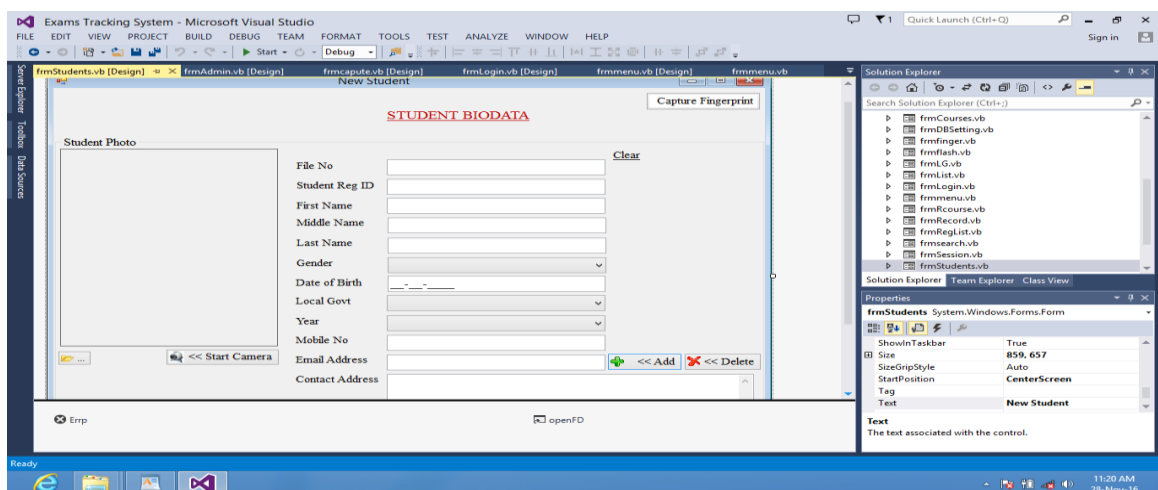 Exams Tracking System - Microsoft Visual Studio
1
Quick Launch (Ctrl+Q)
FILE EDIT VIEW PROJECT BUILD DEBUG TEAM FORMAT TOOLS TEST ANALYZE WINDOW HELP
Sign in
Start Debug
Server Explorer
Toolbox
Data Sources
frmStudents.vb [Design] frmAdmin.vb [Design] frmcapute.vb [Design] frmLogin.vb [Design] frmmenu.vb [Design] frmmenu.vb
New Student
Capture Fingerprint
STUDENT BIODATA
Student Photo
Clear
File No
Student Reg ID
First Name
Middle Name
Last Name
Gender
Date of Birth
__-__-____
Local Govt
Year
Mobile No
... << Start Camera
Email Address
<< Add << Delete
Contact Address
Errp
openFD
Solution Explorer
Search Solution Explorer (Ctrl+;)
frmCourses.vb
frmDBSetting.vb
frmfinger.vb
frmflash.vb
frmLG.vb
frmList.vb
frmLogin.vb
frmmenu.vb
frmRcourse.vb
frmRecord.vb
frmRegList.vb
frmsearch.vb
frmSession.vb
frmStudents.vb
Solution Explorer Team Explorer Class View
Properties
frmStudents System.Windows.Forms.Form
ShowInTaskbar True
Size 859, 657
SizeGripStyle Auto
StartPosition CenterScreen
Tag
Text New Student
Text
The text associated with the control.
Ready
11:20 AM
28-Nov-16